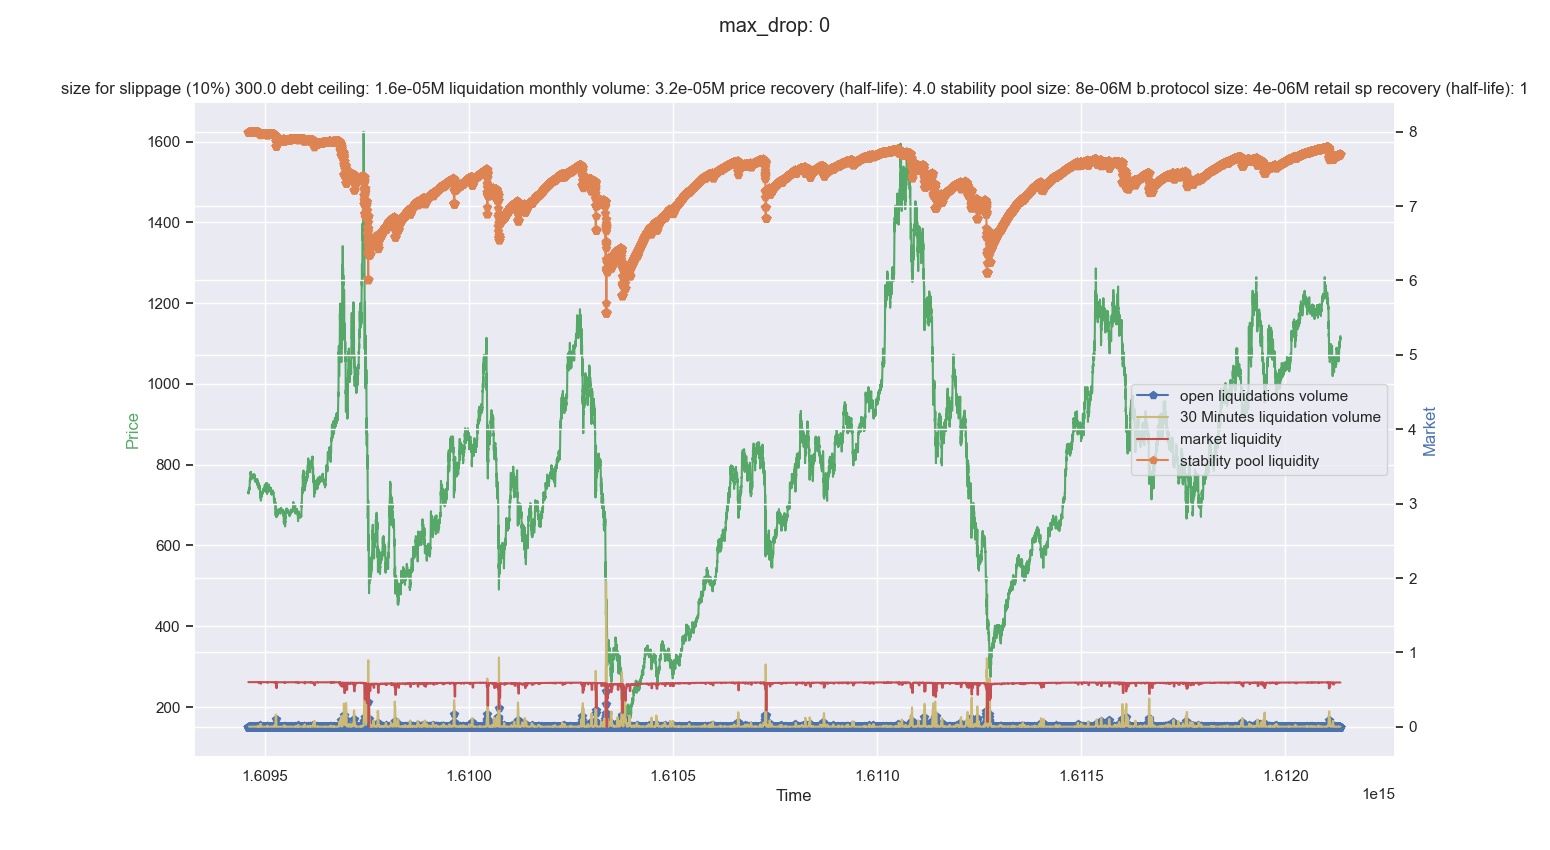 max_drop: 0
size for slippage (10%) 300.0 debt ceiling: 1.6e-05M liquidation monthly volume: 3.2e-05M price recovery (half-life): 4.0 stability pool size: 8e-06M b.protocol size: 4e-06M retail sp recovery (half-life): 1
1600
1400
1200
1000
800
600
400
200
Price
8
7
6
5
4
3
2
1
0
Market
open liquidations volume
30 Minutes liquidation volume
market liquidity
stability pool liquidity
1.6095
1.6100
1.6105
1.6110
1.6115
1.6120
Time
1e15